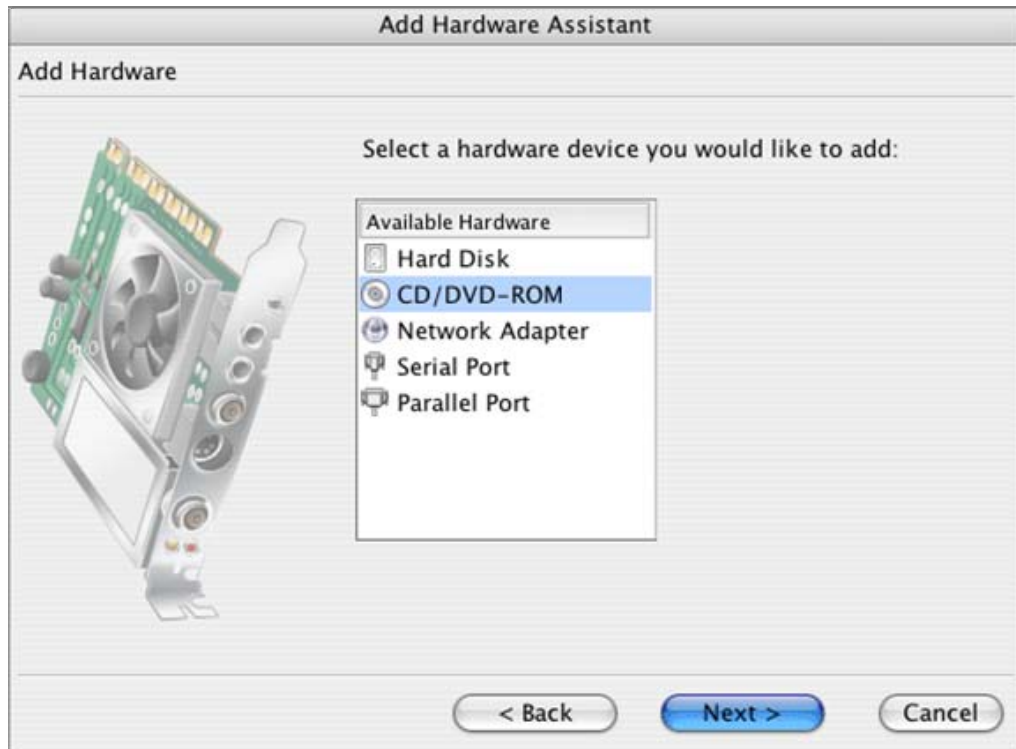 Add Hardware Assistant
Add Hardware
Select a hardware device you would like to add:
Available Hardware
Hard Disk
CD/DVD-ROM
Network Adapter
Serial Port
Parallel Port
< Back Next > Cancel